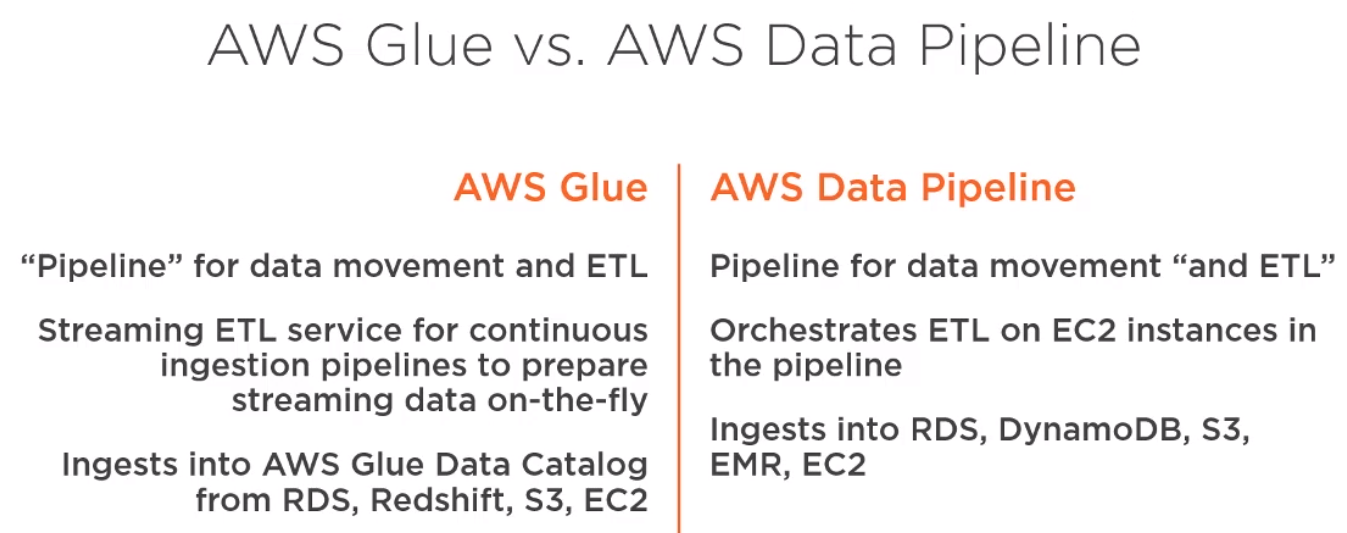 AWS Glue vs. AWS Data Pipeline
AWS Glue
“Pipeline” for data movement and ETL
Streaming ETL service for continuous
ingestion pipelines to prepare
streaming data on-the-fly
Ingests into AWS Glue Data Catalog
from RDS, Redshift, S3, EC2
AWS Data Pipeline
Pipeline for data movement “and ETL”
Orchestrates ETL on EC2 instances in
the pipeline
Ingests into RDS, DynamoDB, S3,
EMR, EC2